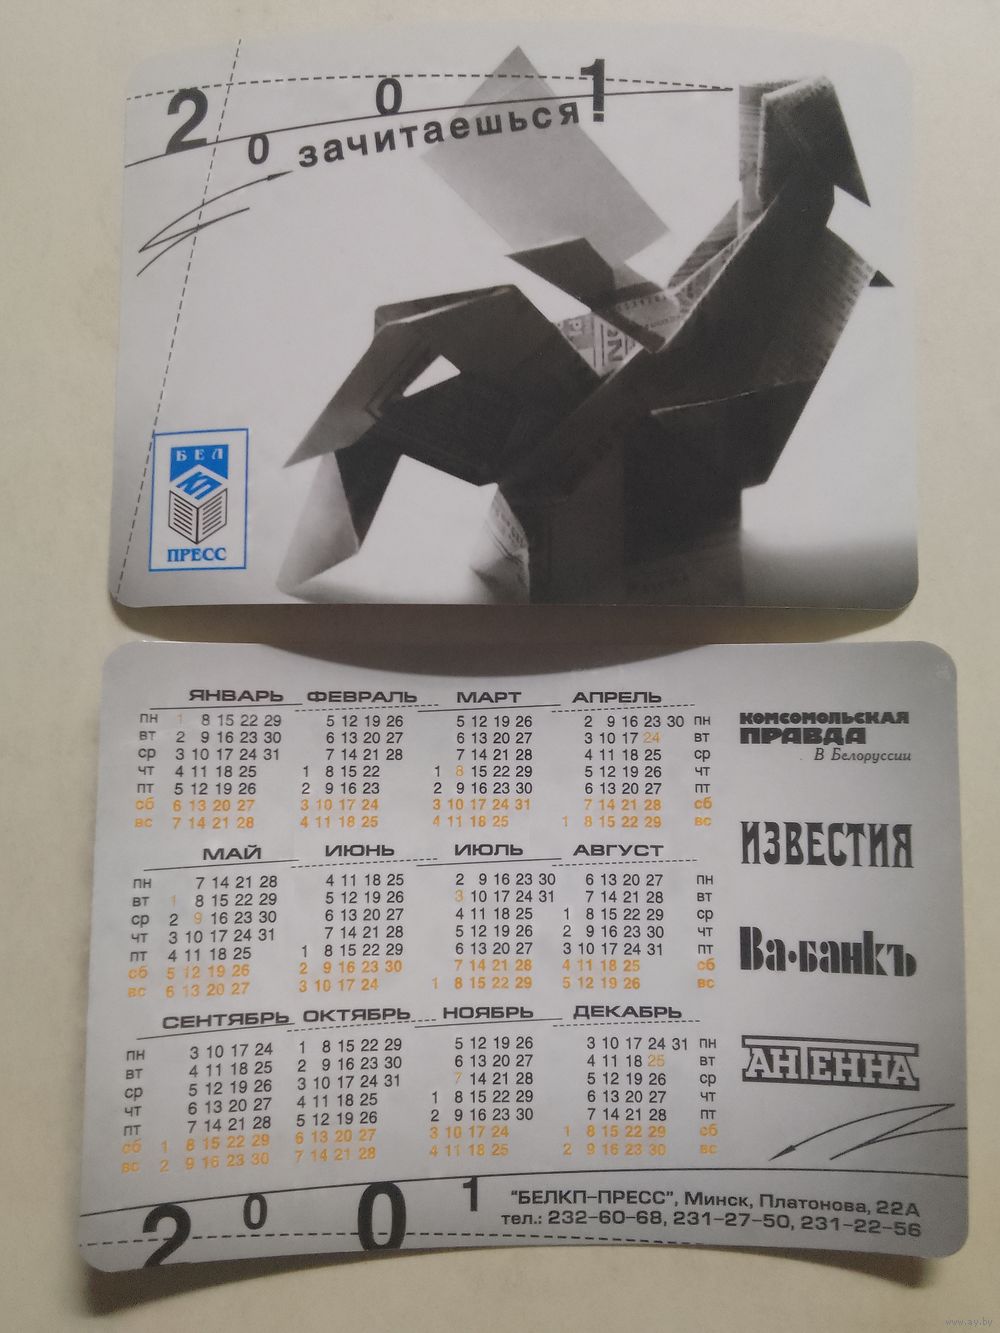 2001
зачитаешься!
БЕЛ
КП
ПРЕСС
ЯНВАРЬ ФЕВРАЛЬ МАРТ АПРЕЛЬ
пн 1 8 15 22 29 5 12 19 26 5 12 19 26 2 9 16 23 30 пн
вт 2 9 16 23 30 6 13 20 27 6 13 20 27 3 10 17 24 вт
ср 3 10 17 24 31 7 14 21 28 7 14 21 28 4 11 18 25 ср
чт 4 11 18 25 1 8 15 22 1 8 15 22 29 5 12 19 26 чт
пт 5 12 19 26 2 9 16 23 2 9 16 23 30 6 13 20 27 пт
сб 6 13 20 27 3 10 17 24 3 10 17 24 31 7 14 21 28 сб
вс 7 14 21 28 4 11 18 25 4 11 18 25 1 8 15 22 29 вс
МАЙ ИЮНЬ ИЮЛЬ АВГУСТ
пн 7 14 21 28 4 11 18 25 2 9 16 23 30 6 13 20 27 пн
вт 1 8 15 22 29 5 12 19 26 3 10 17 24 31 7 14 21 28 вт
ср 2 9 16 23 30 6 13 20 27 4 11 18 25 1 8 15 22 29 ср
чт 3 10 17 24 31 7 14 21 28 5 12 19 26 2 9 16 23 30 чт
пт 4 11 18 25 1 8 15 22 29 6 13 20 27 3 10 17 24 31 пт
сб 5 12 19 26 2 9 16 23 30 7 14 21 28 4 11 18 25 сб
вс 6 13 20 27 3 10 17 24 1 8 15 22 29 5 12 19 26 вс
СЕНТЯБРЬ ОКТЯБРЬ НОЯБРЬ ДЕКАБРЬ
пн 3 10 17 24 1 8 15 22 29 5 12 19 26 3 10 17 24 31 пн
вт 4 11 18 25 2 9 16 23 30 6 13 20 27 4 11 18 25 вт
ср 5 12 19 26 3 10 17 24 31 7 14 21 28 5 12 19 26 ср
чт 6 13 20 27 4 11 18 25 1 8 15 22 29 6 13 20 27 чт
пт 7 14 21 28 5 12 19 26 2 9 16 23 30 7 14 21 28 пт
сб 1 8 15 22 29 6 13 20 27 3 10 17 24 1 8 15 22 29 сб
вс 2 9 16 23 30 7 14 21 28 4 11 18 25 2 9 16 23 30 вс
КОМСОМОЛЬСКАЯ
ПРАВДА
В Белоруссии
ИЗВЕСТИЯ
Ва-банкъ
АНТЕННА
2001
"БЕЛКП-ПРЕСС", Минск, Платонова, 22А
тел.: 232-60-68, 231-27-50, 231-22-56
www.ay.by